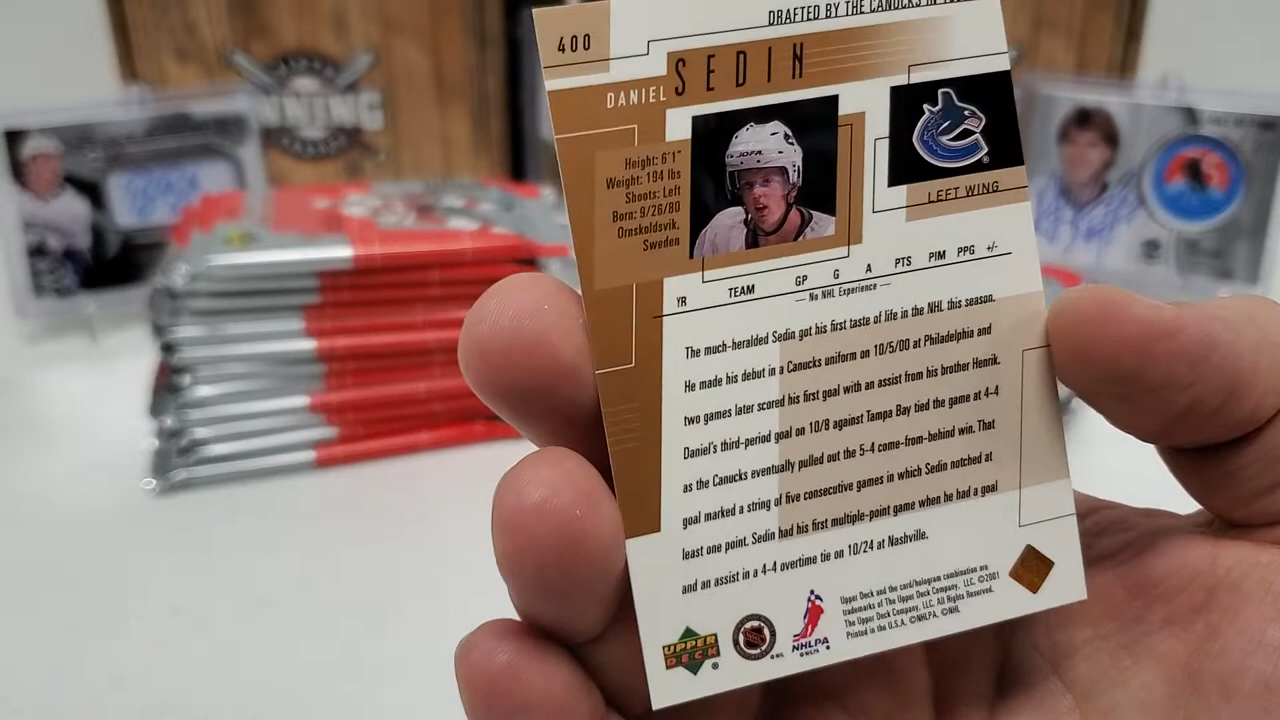 DRAFTED BY THE CANUCKS IN
400
DANIEL SEDIN
Height: 6'1"
Weight: 194 lbs
Shoots: Left
Born: 9/26/80
Ornskoldsvik,
Sweden
JOFA
LEFT WING
YR TEAM GP G A PTS PIM PPG +/-
No NHL Experience
The much-heralded Sedin got his first taste of life in the NHL this season.
He made his debut in a Canucks uniform on 10/5/00 at Philadelphia and
two games later scored his first goal with an assist from his brother Henrik.
Daniel's third-period goal on 10/8 against Tampa Bay tied the game at 4-4
as the Canucks eventually pulled out the 5-4 come-from-behind win. That
goal marked a string of five consecutive games in which Sedin notched at
least one point. Sedin had his first multiple-point game when he had a goal
and an assist in a 4-4 overtime tie on 10/24 at Nashville.
Upper Deck and the card/hologram combination are
trademarks of The Upper Deck Company, LLC. ©2001
The Upper Deck Company, LLC. All Rights Reserved.
Printed in the U.S.A. ©NHLPA. ©NHL
UPPER
DECK
NHL
NHLPA